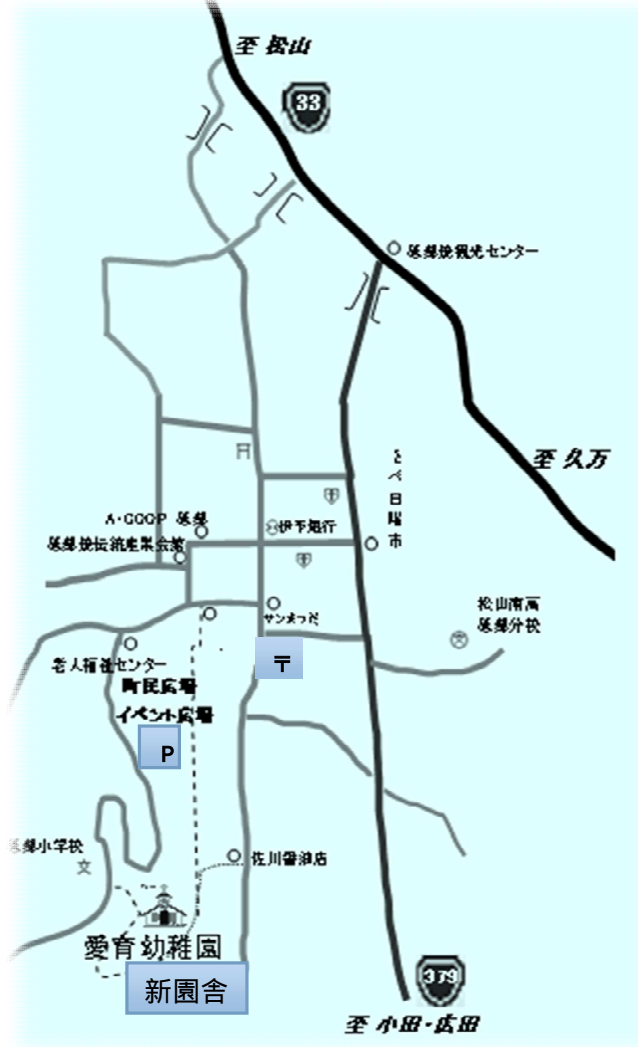 至 松山
33
砥部焼観光センター
至 久万
とべ日曜市
A・COOP 砥部
伊予銀行
砥部焼伝統産業会館
松山南高
砥部分校
サンまつだ
〒
老人福祉センター
町民広場
イベント広場
P
砥部小学校
文
佐川醤油店
愛育幼稚園
新園舎
379
至 小田・広田